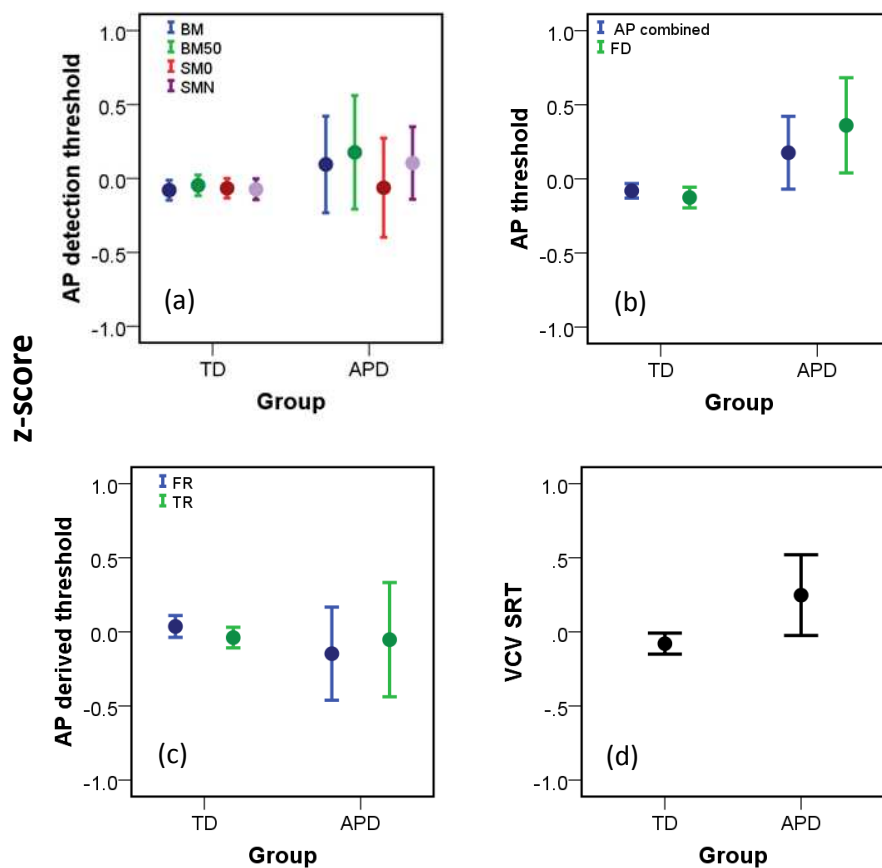 z-score
AP detection threshold
1.0
0.5
0.0
-0.5
-1.0
BM
BM50
SM0
SMN
(a)
TD APD
Group
AP threshold
1.0
0.5
0.0
-0.5
-1.0
AP combined
FD
(b)
TD APD
Group
AP derived threshold
1.0
0.5
0.0
-0.5
-1.0
FR
TR
(c)
TD APD
Group
VCV SRT
1.0
.5
.0
-.5
-1.0
(d)
TD APD
Group